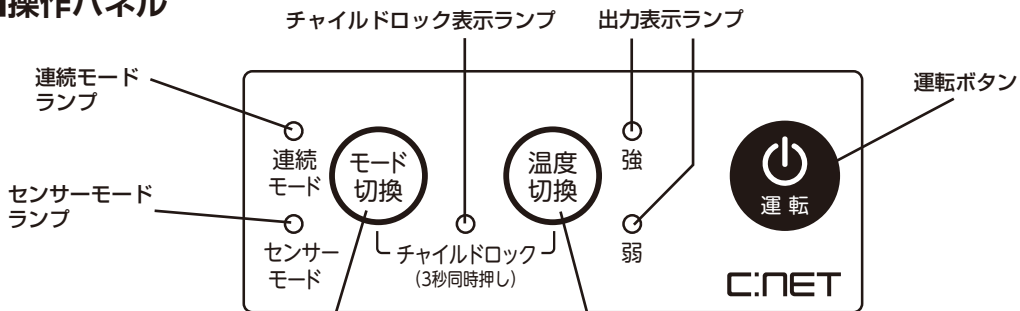 操作パネル
チャイルドロック表示ランプ
出力表示ランプ
連続モード
ランプ
運転ボタン
連続
モード
モード
切換
温度
切換
強
運転
センサーモード
ランプ
センサー
モード
チャイルドロック
(3秒同時押し)
弱
C:NET